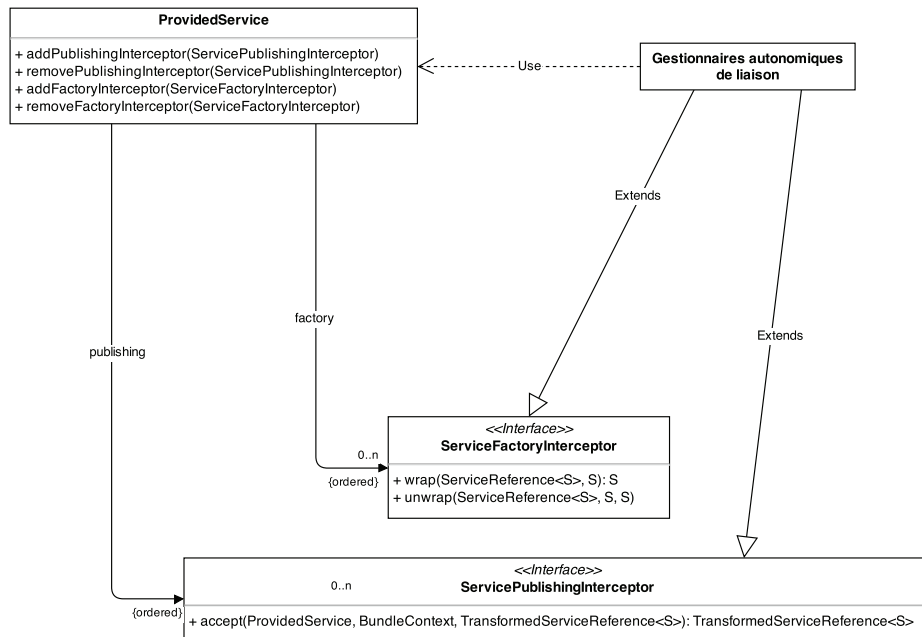 ProvidedService
+ addPublishingInterceptor(ServicePublishingInterceptor)
+ removePublishingInterceptor(ServicePublishingInterceptor)
+ addFactoryInterceptor(ServiceFactoryInterceptor)
+ removeFactoryInterceptor(ServiceFactoryInterceptor)
Use
Gestionnaires autonomiques
de liaison
Extends
factory
Extends
publishing
<<Interface>>
ServiceFactoryInterceptor
0..n
{ordered}
+ wrap(ServiceReference<S>, S): S
+ unwrap(ServiceReference<S>, S, S)
<<Interface>>
ServicePublishingInterceptor
0..n
{ordered}
+ accept(ProvidedService, BundleContext, TransformedServiceReference<S>): TransformedServiceReference<S>